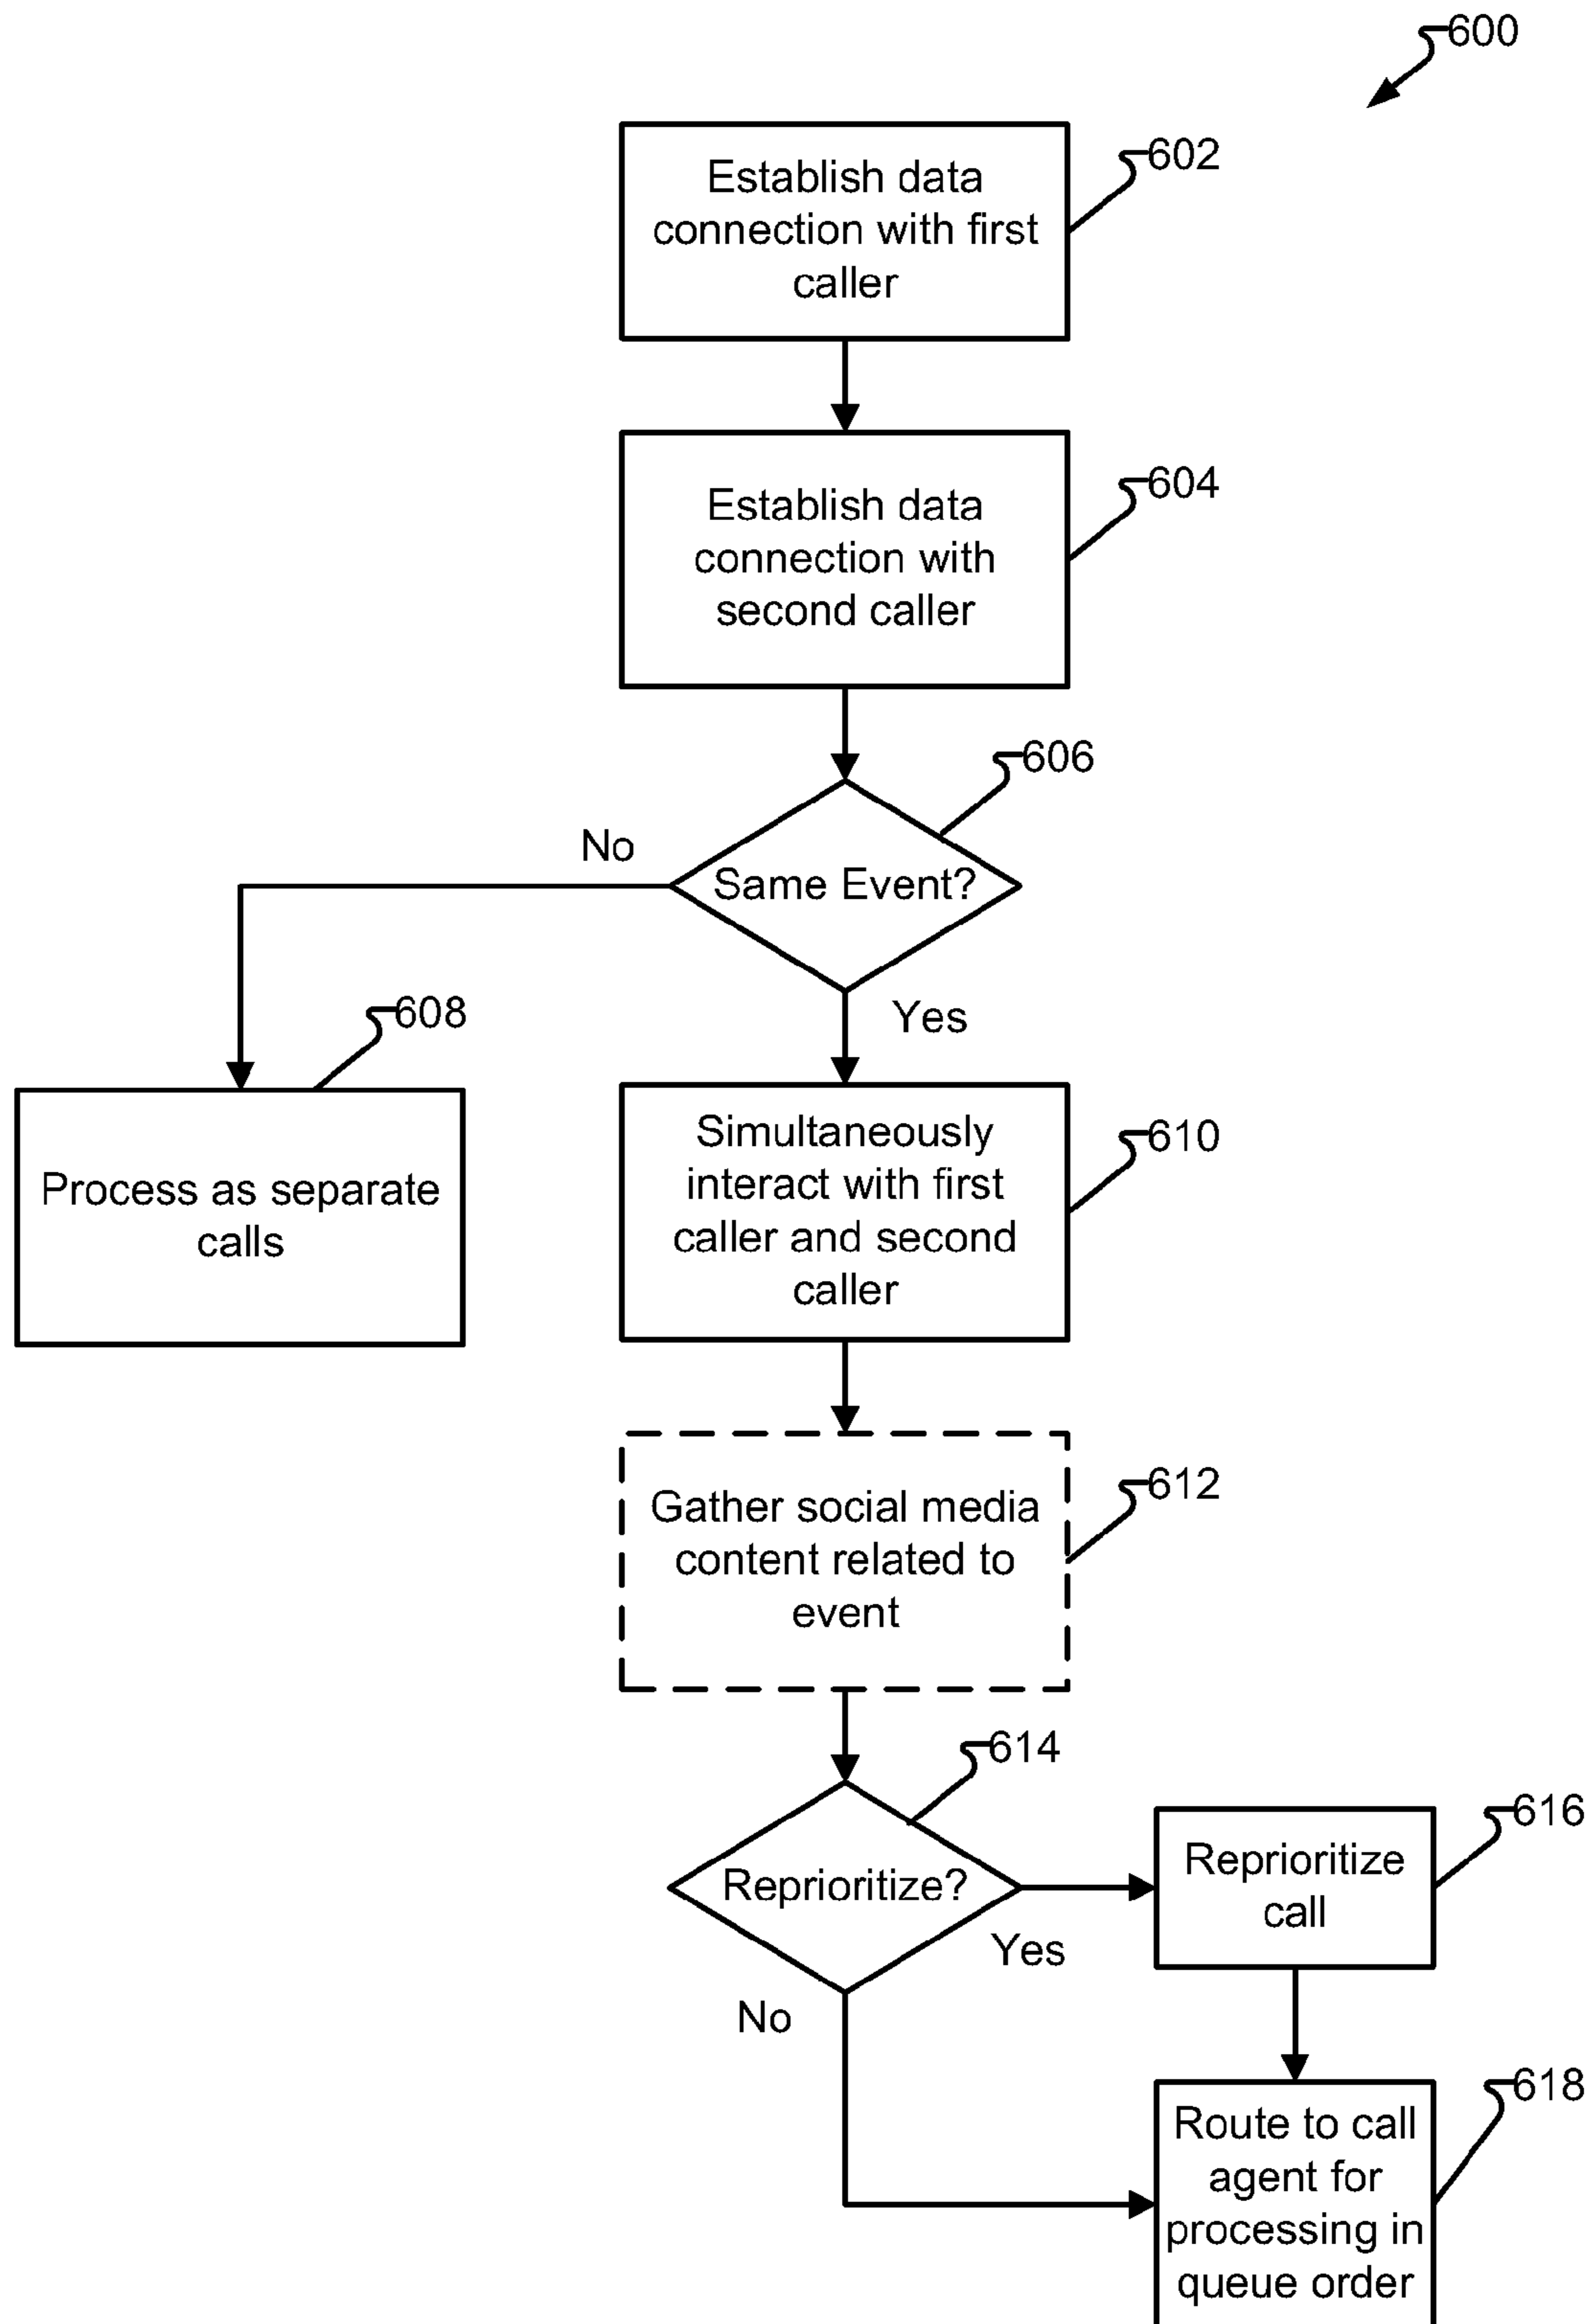 600
Establish data
connection with first
caller
602
Establish data
connection with
second caller
604
606
Same Event?
No
Yes
608
Process as separate
calls
Simultaneously
interact with first
caller and second
caller
610
Gather social media
content related to
event
612
614
Reprioritize?
Yes
No
616
Reprioritize
call
618
Route to call
agent for
processing in
queue order